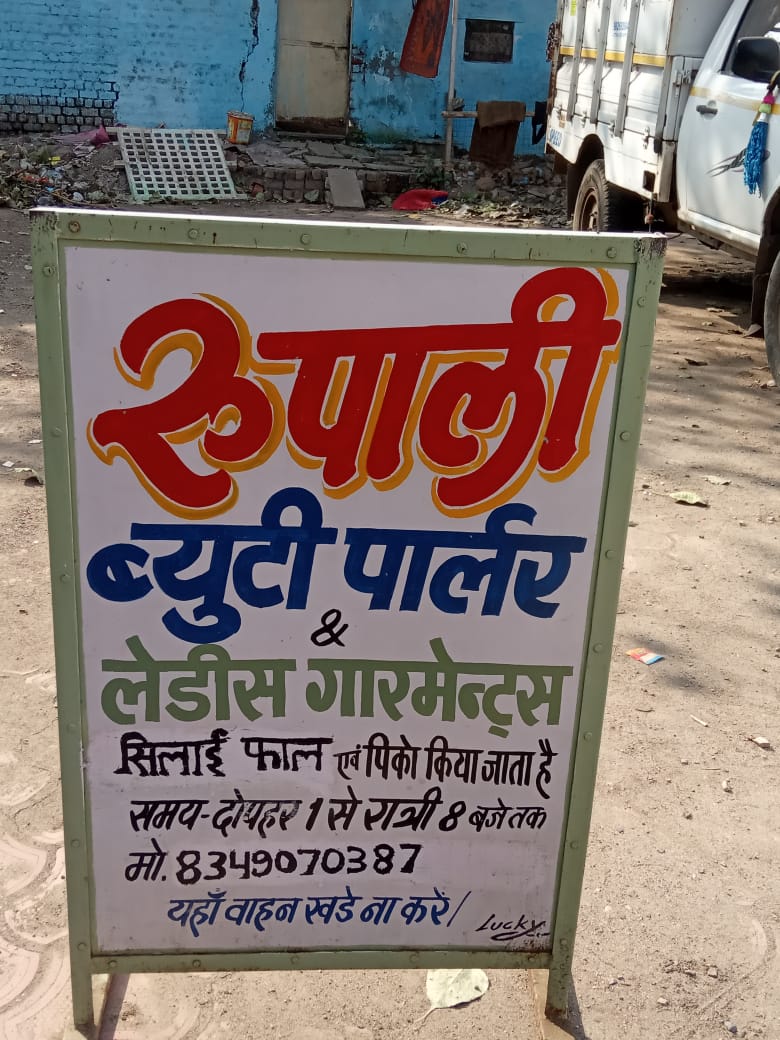 रुपाली
ब्युटी पार्लर
&
लेडीस गारमेन्ट्स
सिलाई फाल एवं पिको किया जाता है
समय-दोपहर 1 से रात्री 8 बजे तक
मो. 8349070387
यहाँ वाहन खडे ना करें/
Lucky